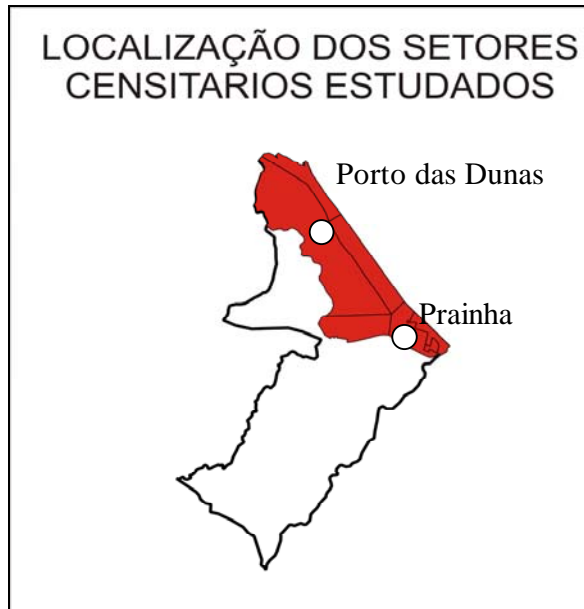 LOCALIZAÇÃO DOS SETORES
CENSITARIOS ESTUDADOS
Porto das Dunas
Prainha